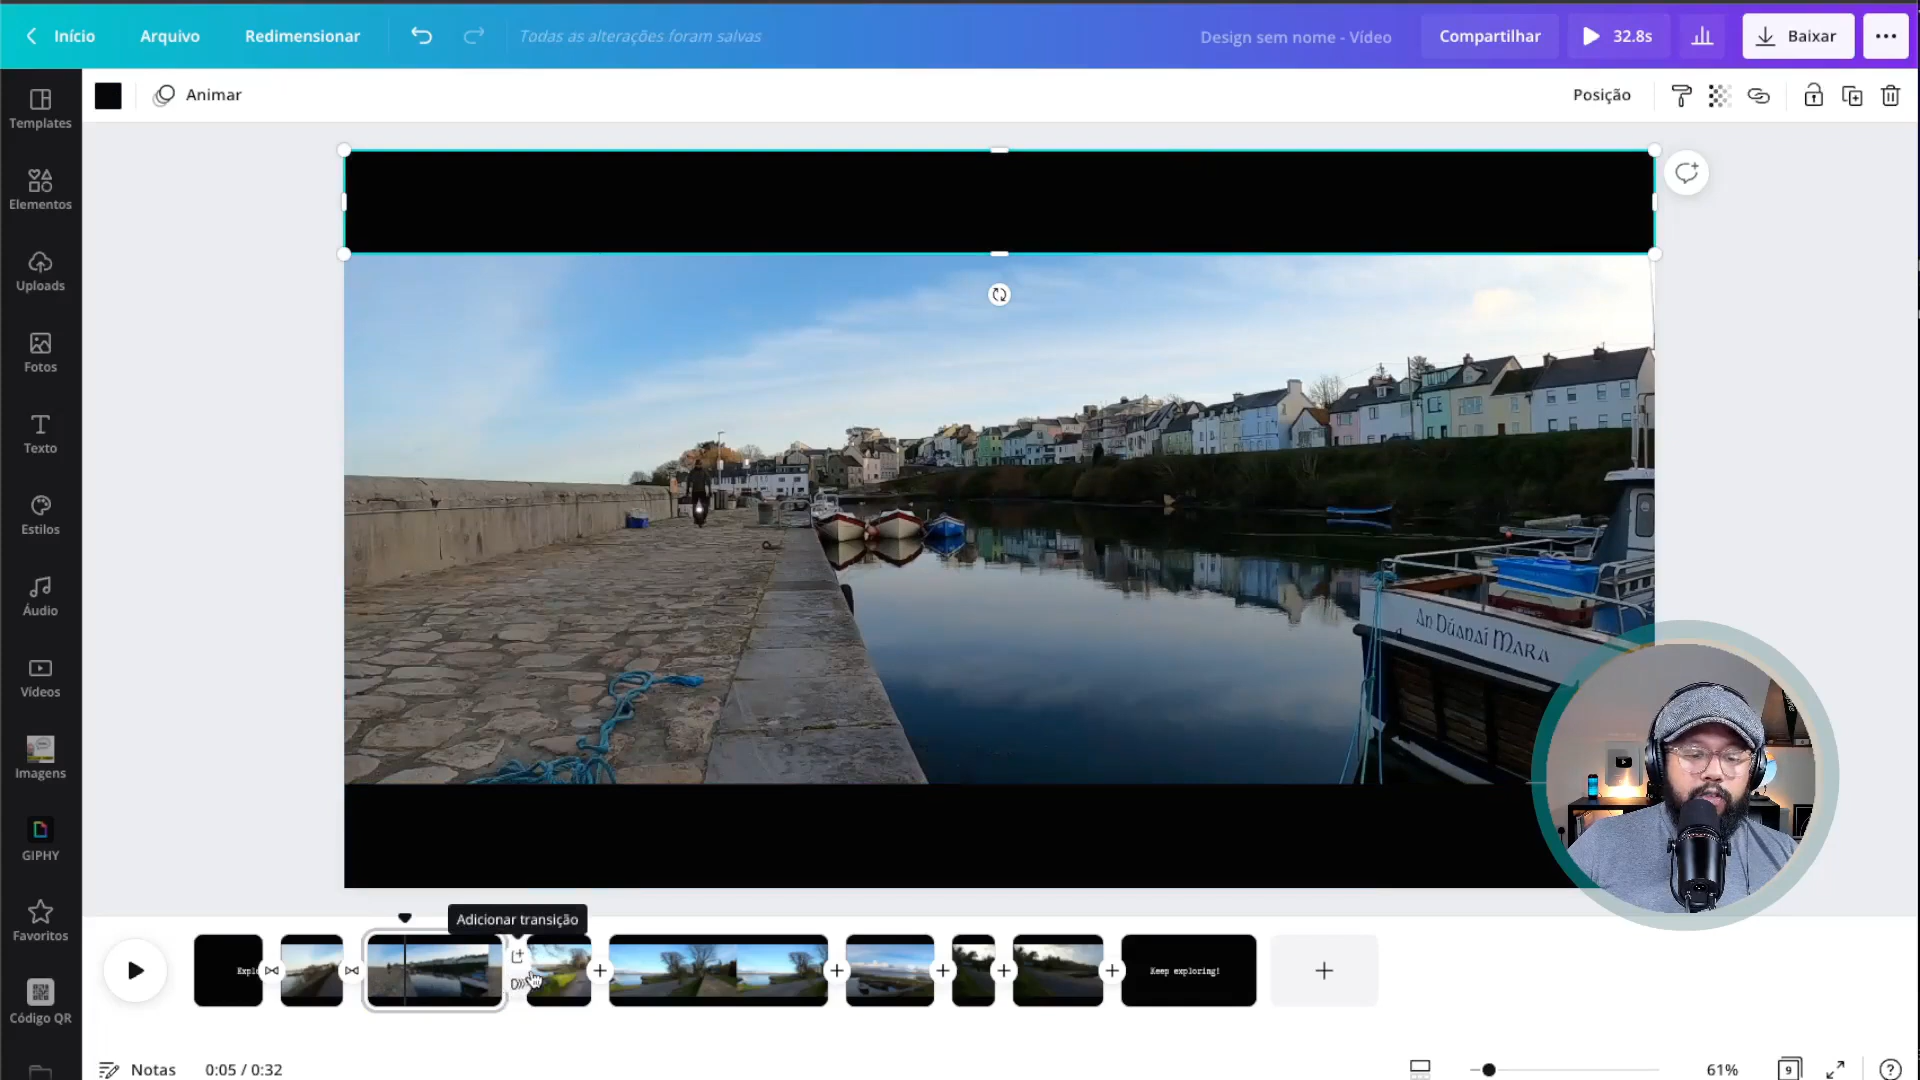 Início
Arquivo
Redimensionar
Todas as alterações foram salvas
Design sem nome - Vídeo
Compartilhar
32.8s
Baixar
Animar
Posição
Templates
Elementos
Uploads
Fotos
Texto
Estilos
Áudio
Vídeos
Imagens
GIPHY
Favoritos
Código QR
An Dúanaí Mara
Adicionar transição
Expl
Keep exploring!
Notas
0:05 / 0:32
61%
9